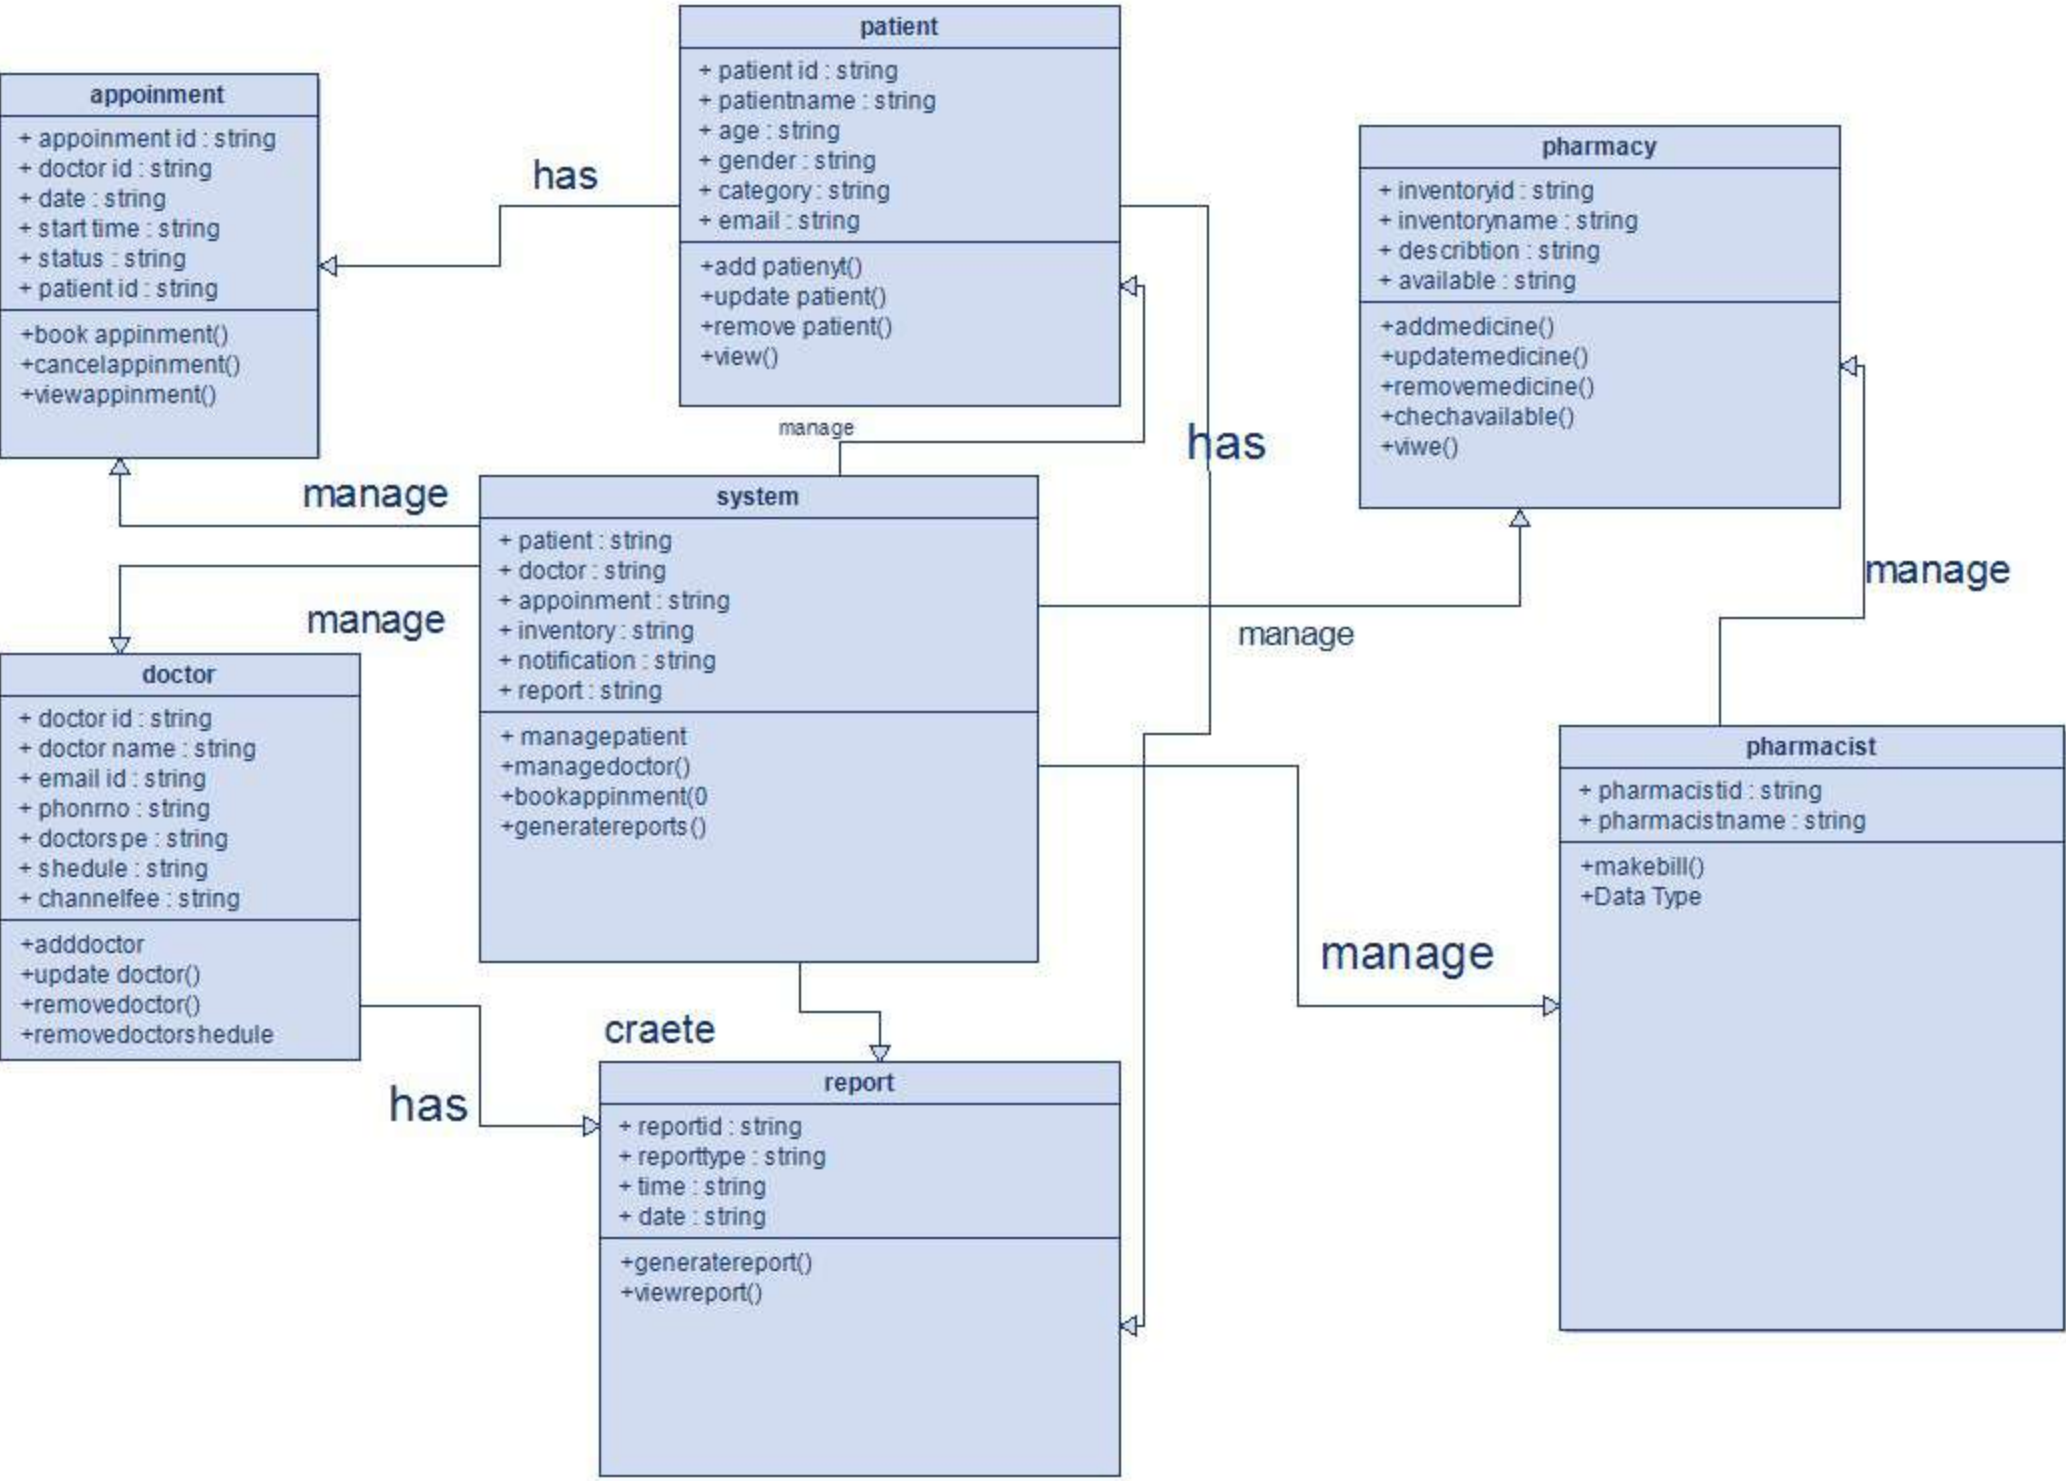 patient
+ patient id : string
+ patientname : string
+ age : string
+ gender : string
+ category : string
+ email : string
+add patienyt()
+update patient()
+remove patient()
+view()
appoinment
+ appoinment id : string
+ doctor id : string
+ date : string
+ start time : string
+ status : string
+ patient id : string
+book appinment()
+cancelappinment()
+viewappinment()
has
pharmacy
+ inventoryid : string
+ inventoryname : string
+ describtion : string
+ available : string
+addmedicine()
+updatemedicine()
+removemedicine()
+chechavailable()
+viwe()
manage
has
manage
system
+ patient : string
+ doctor : string
+ appoinment : string
+ inventory : string
+ notification : string
+ report : string
+ managepatient
+managedoctor()
+bookappinment(0
+generatereports()
manage
manage
manage
doctor
+ doctor id : string
+ doctor name : string
+ email id : string
+ phonrno : string
+ doctorspe : string
+ shedule : string
+ channelfee : string
+adddoctor
+update doctor()
+removedoctor()
+removedoctorshedule
pharmacist
+ pharmacistid : string
+ pharmacistname : string
+makebill()
+Data Type
manage
craete
has
report
+ reportid : string
+ reporttype : string
+ time : string
+ date : string
+generatereport()
+viewreport()